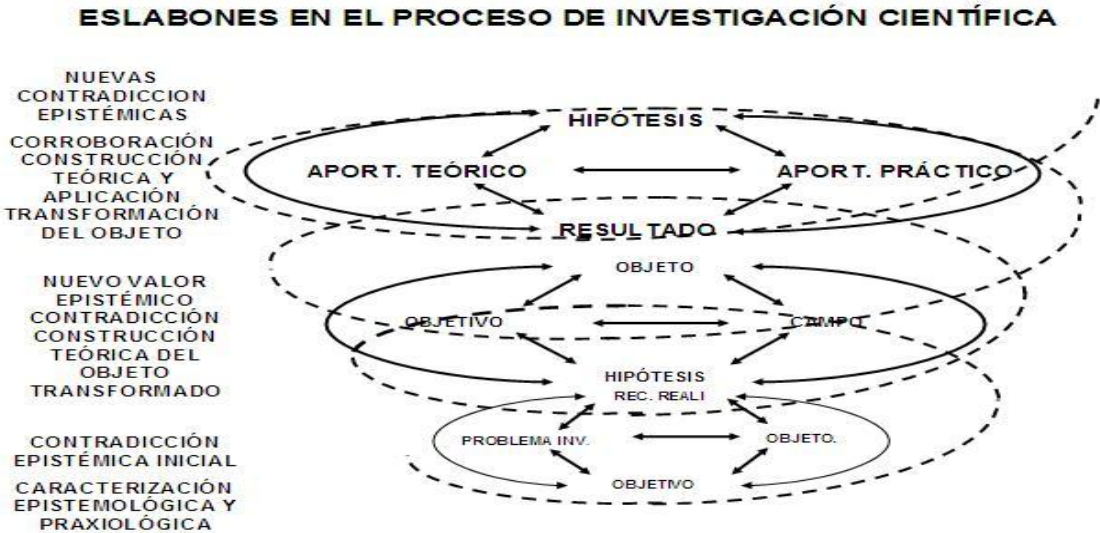 ESLABONES EN EL PROCESO DE INVESTIGACIÓN CIENTÍFICA
NUEVAS
CONTRADICCION
EPISTÉMICAS
CORROBORACIÓN
CONSTRUCCIÓN
TEÓRICA Y
APLICACIÓN
TRANSFORMACIÓN
DEL OBJETO
HIPÓTESIS
APORT. TEÓRICO
APORT. PRÁCTICO
RESULTADO
NUEVO VALOR
EPISTÉMICO
CONTRADICCIÓN
CONSTRUCCIÓN
TEÓRICA DEL
OBJETO
TRANSFORMADO
OBJETO
OBJETIVO
CAMPO
HIPÓTESIS
CONTRADICCIÓN
EPISTÉMICA INICIAL
CARACTERIZACIÓN
EPISTEMOLÓGICA Y
PRAXIOLÓGICA
REC. REALI
PROBLEMA INV.
OBJETO.
OBJETIVO